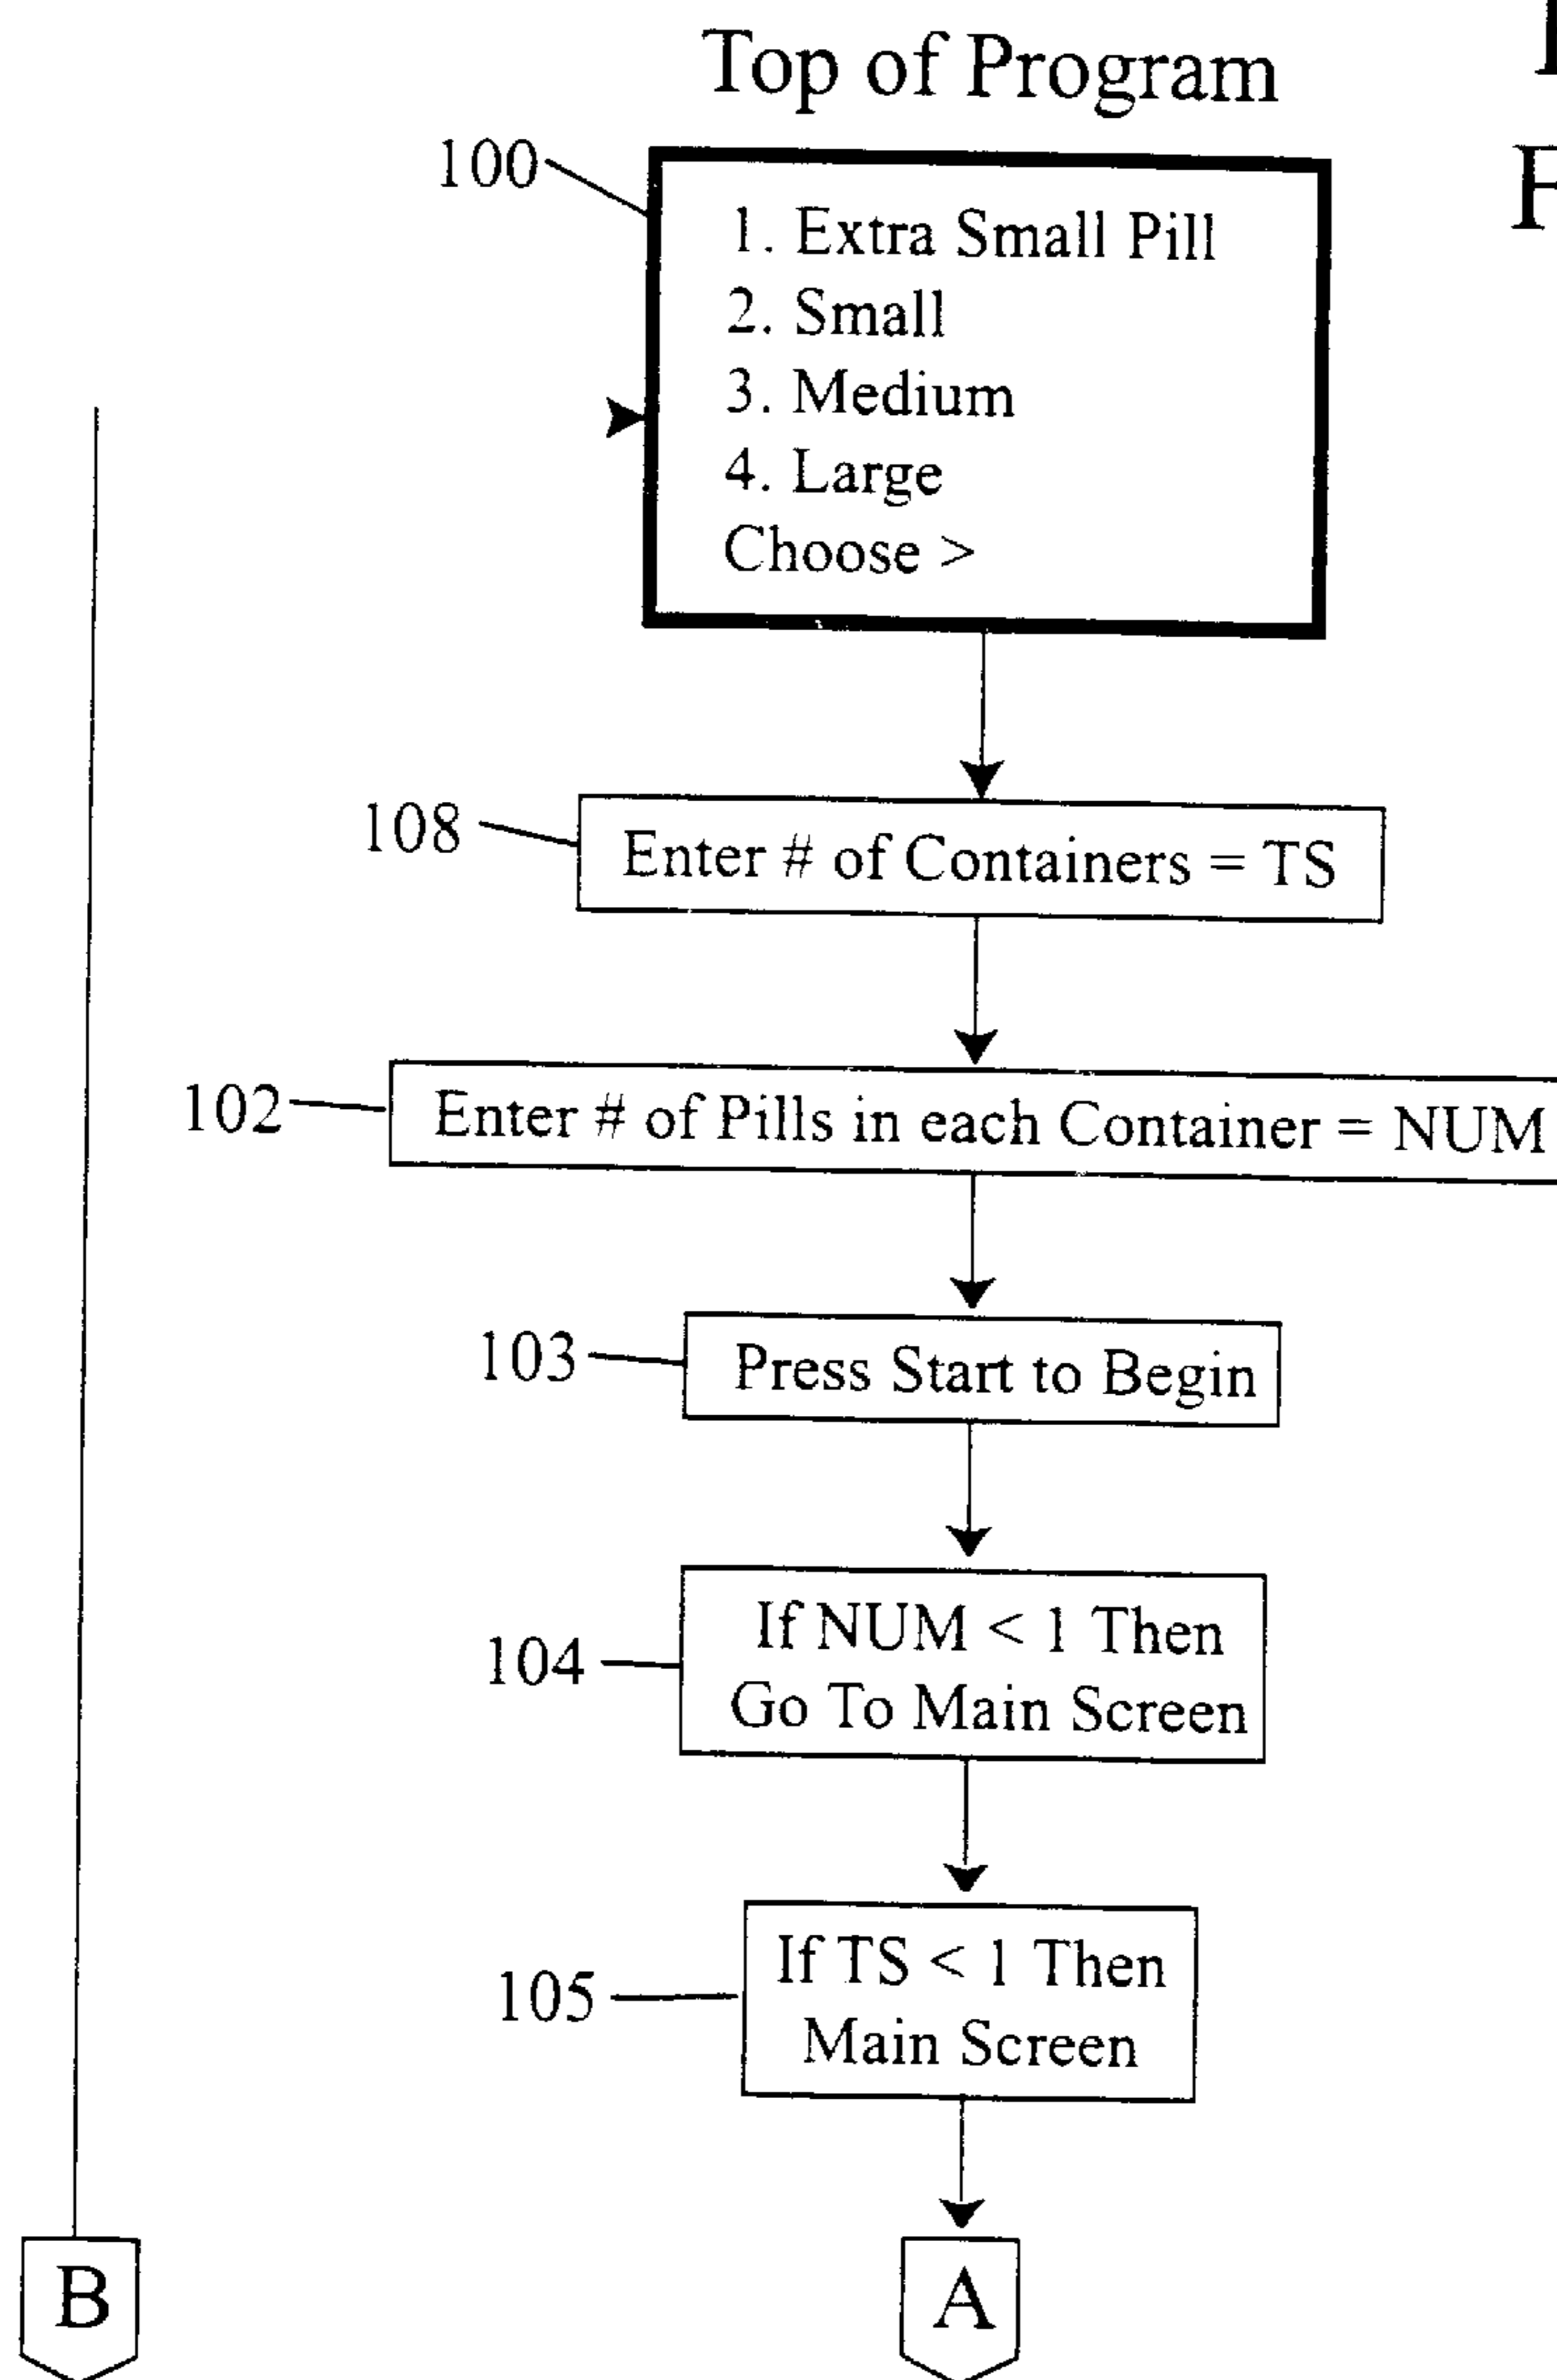 Top of Program
100
1. Extra Small Pill
2. Small
3. Medium
4. Large
Choose >
108
Enter # of Containers = TS
102
Enter # of Pills in each Container = NUM
103
Press Start to Begin
104
If NUM < 1 Then
Go To Main Screen
105
If TS < 1 Then
Main Screen
B
A